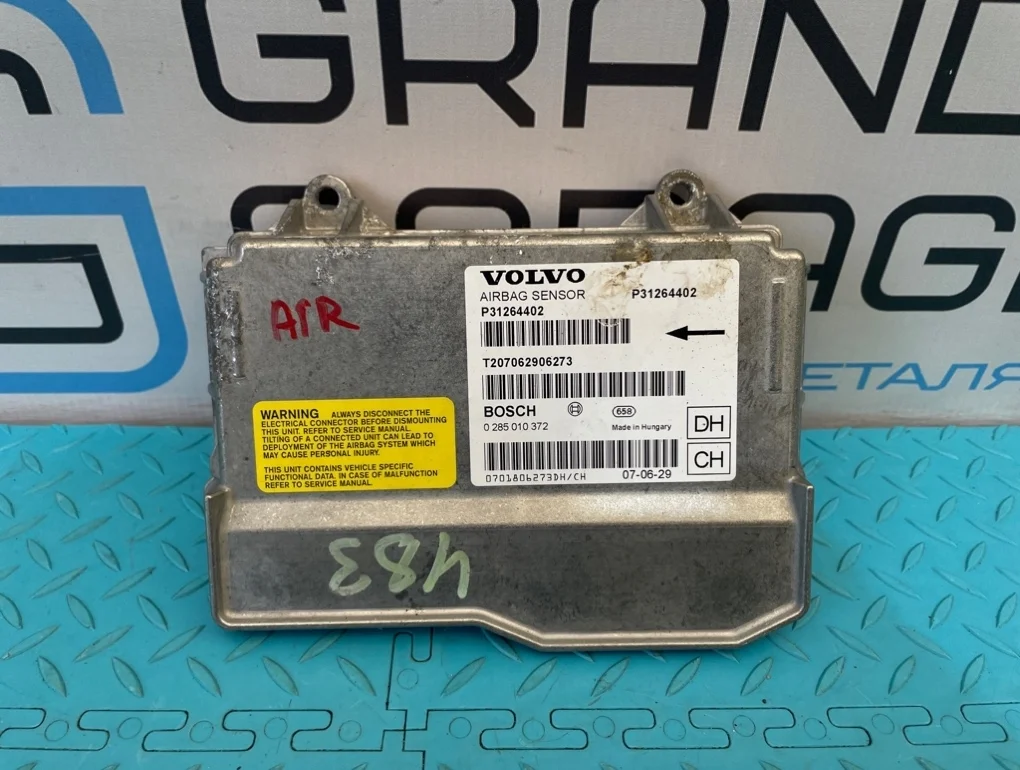 GRAND
GARAGE
ДЕТАЛЯ
AIR
VOLVO
AIRBAG SENSOR P31264402
P31264402
T207062906273
BOSCH 658
0 285 010 372 Made in Hungary
DH
CH
0701806273DH/CH 07-06-29
WARNING ALWAYS DISCONNECT THE
ELECTRICAL CONNECTOR BEFORE DISMOUNTING
THIS UNIT. REFER TO SERVICE MANUAL.
TILTING OF A CONNECTED UNIT CAN LEAD TO
DEPLOYMENT OF THE AIRBAG SYSTEM WHICH
MAY CAUSE PERSONAL INJURY.
THIS UNIT CONTAINS VEHICLE SPECIFIC
FUNCTIONAL DATA. IN CASE OF MALFUNCTION
REFER TO SERVICE MANUAL.
483